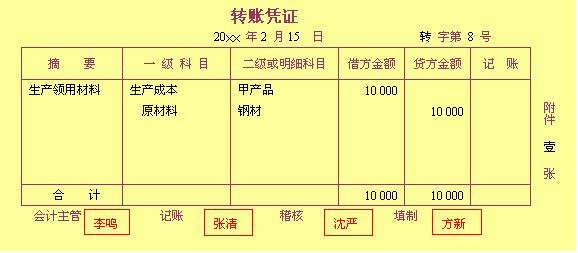 转账凭证
20xx 年 2 月 15 日 转 字第 8 号
摘 要 一 级 科 目 二级或明细科目 借方金额 贷方金额 记 账
生产领用材料 生产成本 甲产品 10 000
原材料 钢材 10 000
附件 壹 张
合 计 10 000 10 000
会计主管 李鸣 记账 张清 稽核 沈严 填制 方新